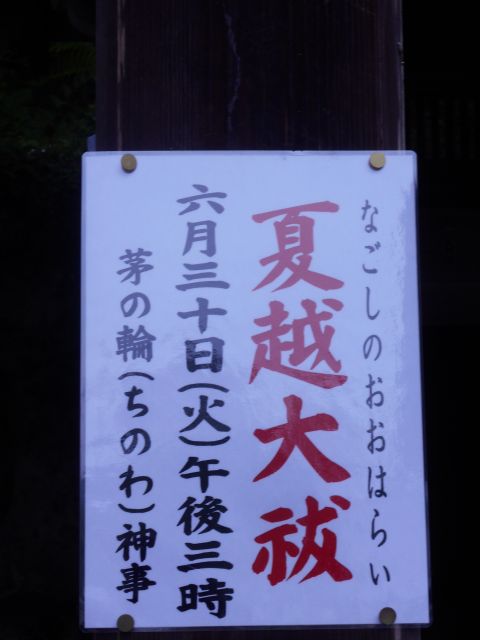 なごしのおおはらい
夏越大祓
六月三十日(火)午後三時
茅の輪(ちのわ)神事